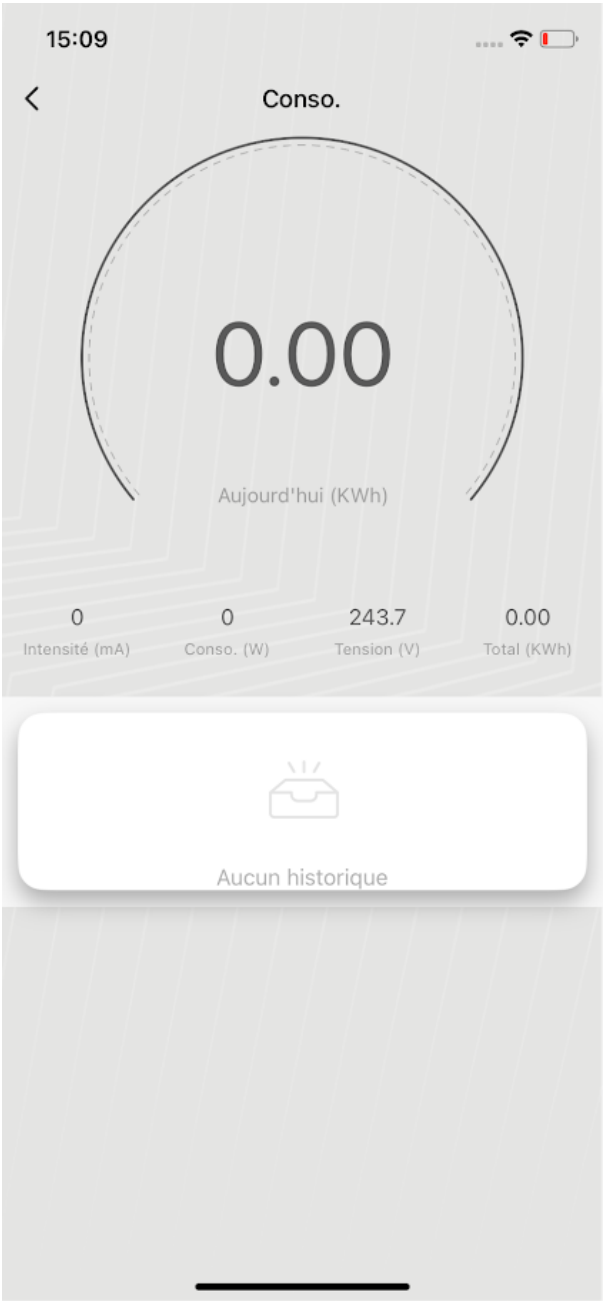 15:09
Conso.
0.00
Aujourd'hui (KWh)
0 0 243.7 0.00
Intensité (mA) Conso. (W) Tension (V) Total (KWh)
Aucun historique